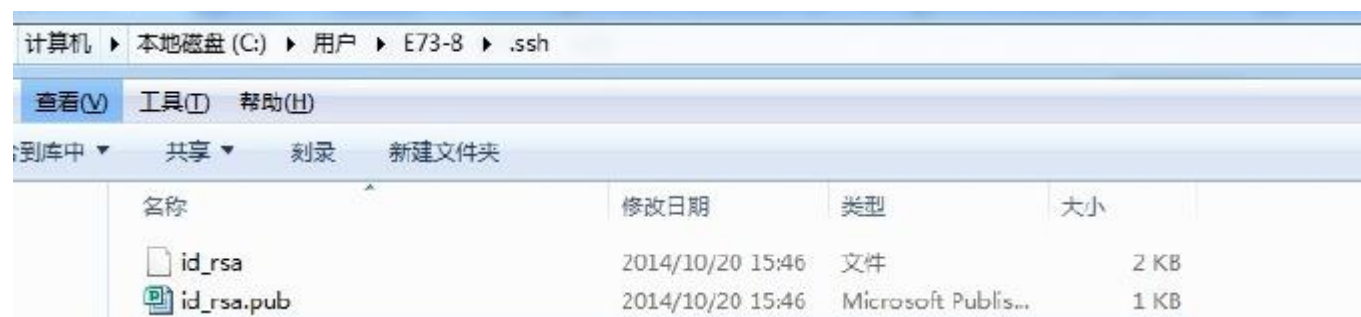 计算机 ▸ 本地磁盘 (C:) ▸ 用户 ▸ E73-8 ▸ .ssh
查看(V) 工具(T) 帮助(H)
到库中 ▼ 共享 ▼ 刻录 新建文件夹
名称 修改日期 类型 大小
id_rsa 2014/10/20 15:46 文件 2 KB
id_rsa.pub 2014/10/20 15:46 Microsoft Publis... 1 KB